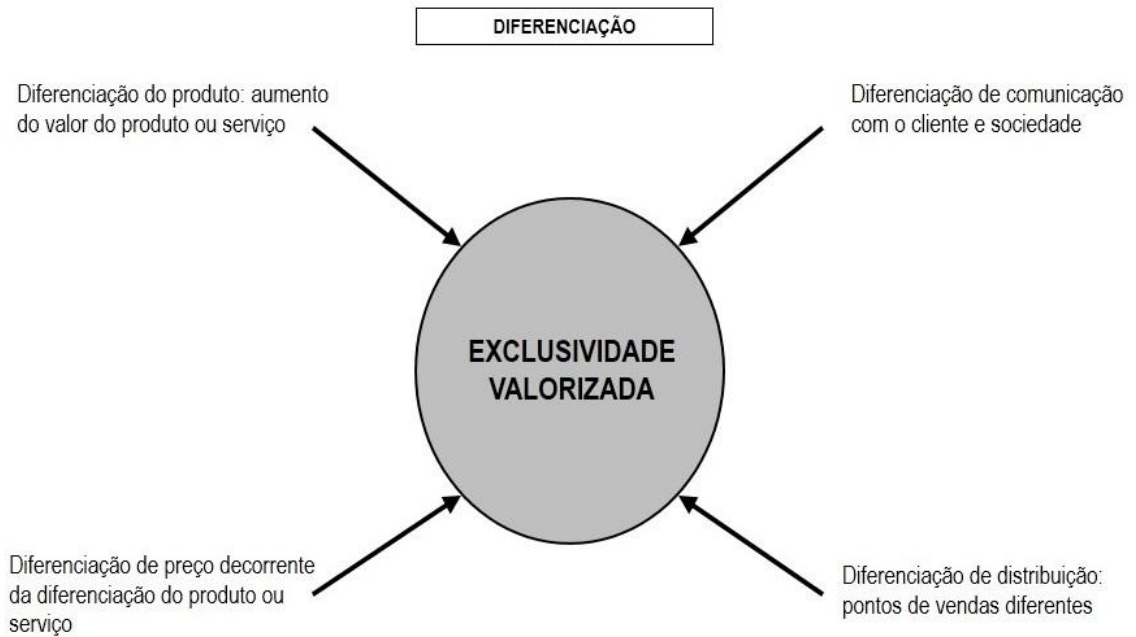 DIFERENCIAÇÃO
Diferenciação do produto: aumento
do valor do produto ou serviço
Diferenciação de comunicação
com o cliente e sociedade
EXCLUSIVIDADE
VALORIZADA
Diferenciação de preço decorrente
da diferenciação do produto ou
serviço
Diferenciação de distribuição:
pontos de vendas diferentes